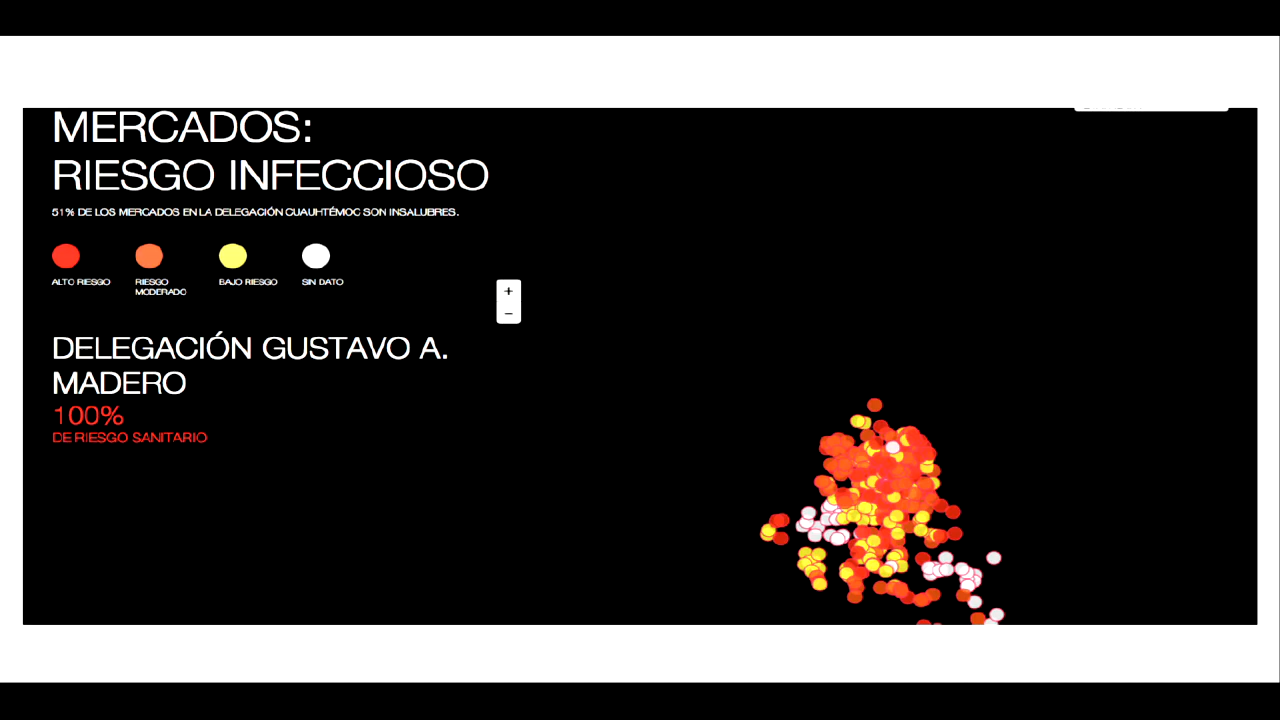 MERCADOS:
RIESGO INFECCIOSO
51% DE LOS MERCADOS EN LA DELEGACIÓN CUAUHTÉMOC SON INSALUBRES.
ALTO RIESGO
RIESGO
MODERADO
BAJO RIESGO
SIN DATO
+
−
DELEGACIÓN GUSTAVO A.
MADERO
100%
DE RIESGO SANITARIO